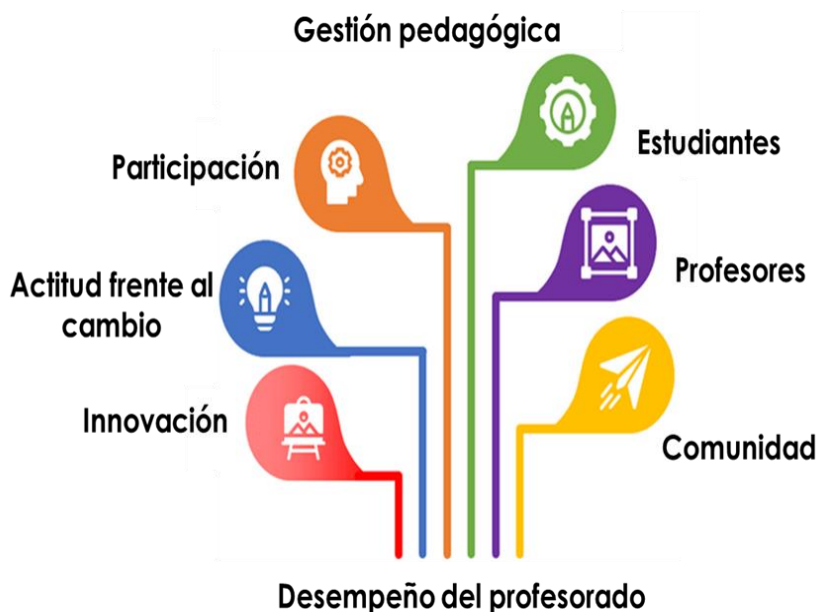 Gestión pedagógica
Participación
Estudiantes
Actitud frente al
cambio
Profesores
Innovación
Comunidad
Desempeño del profesorado